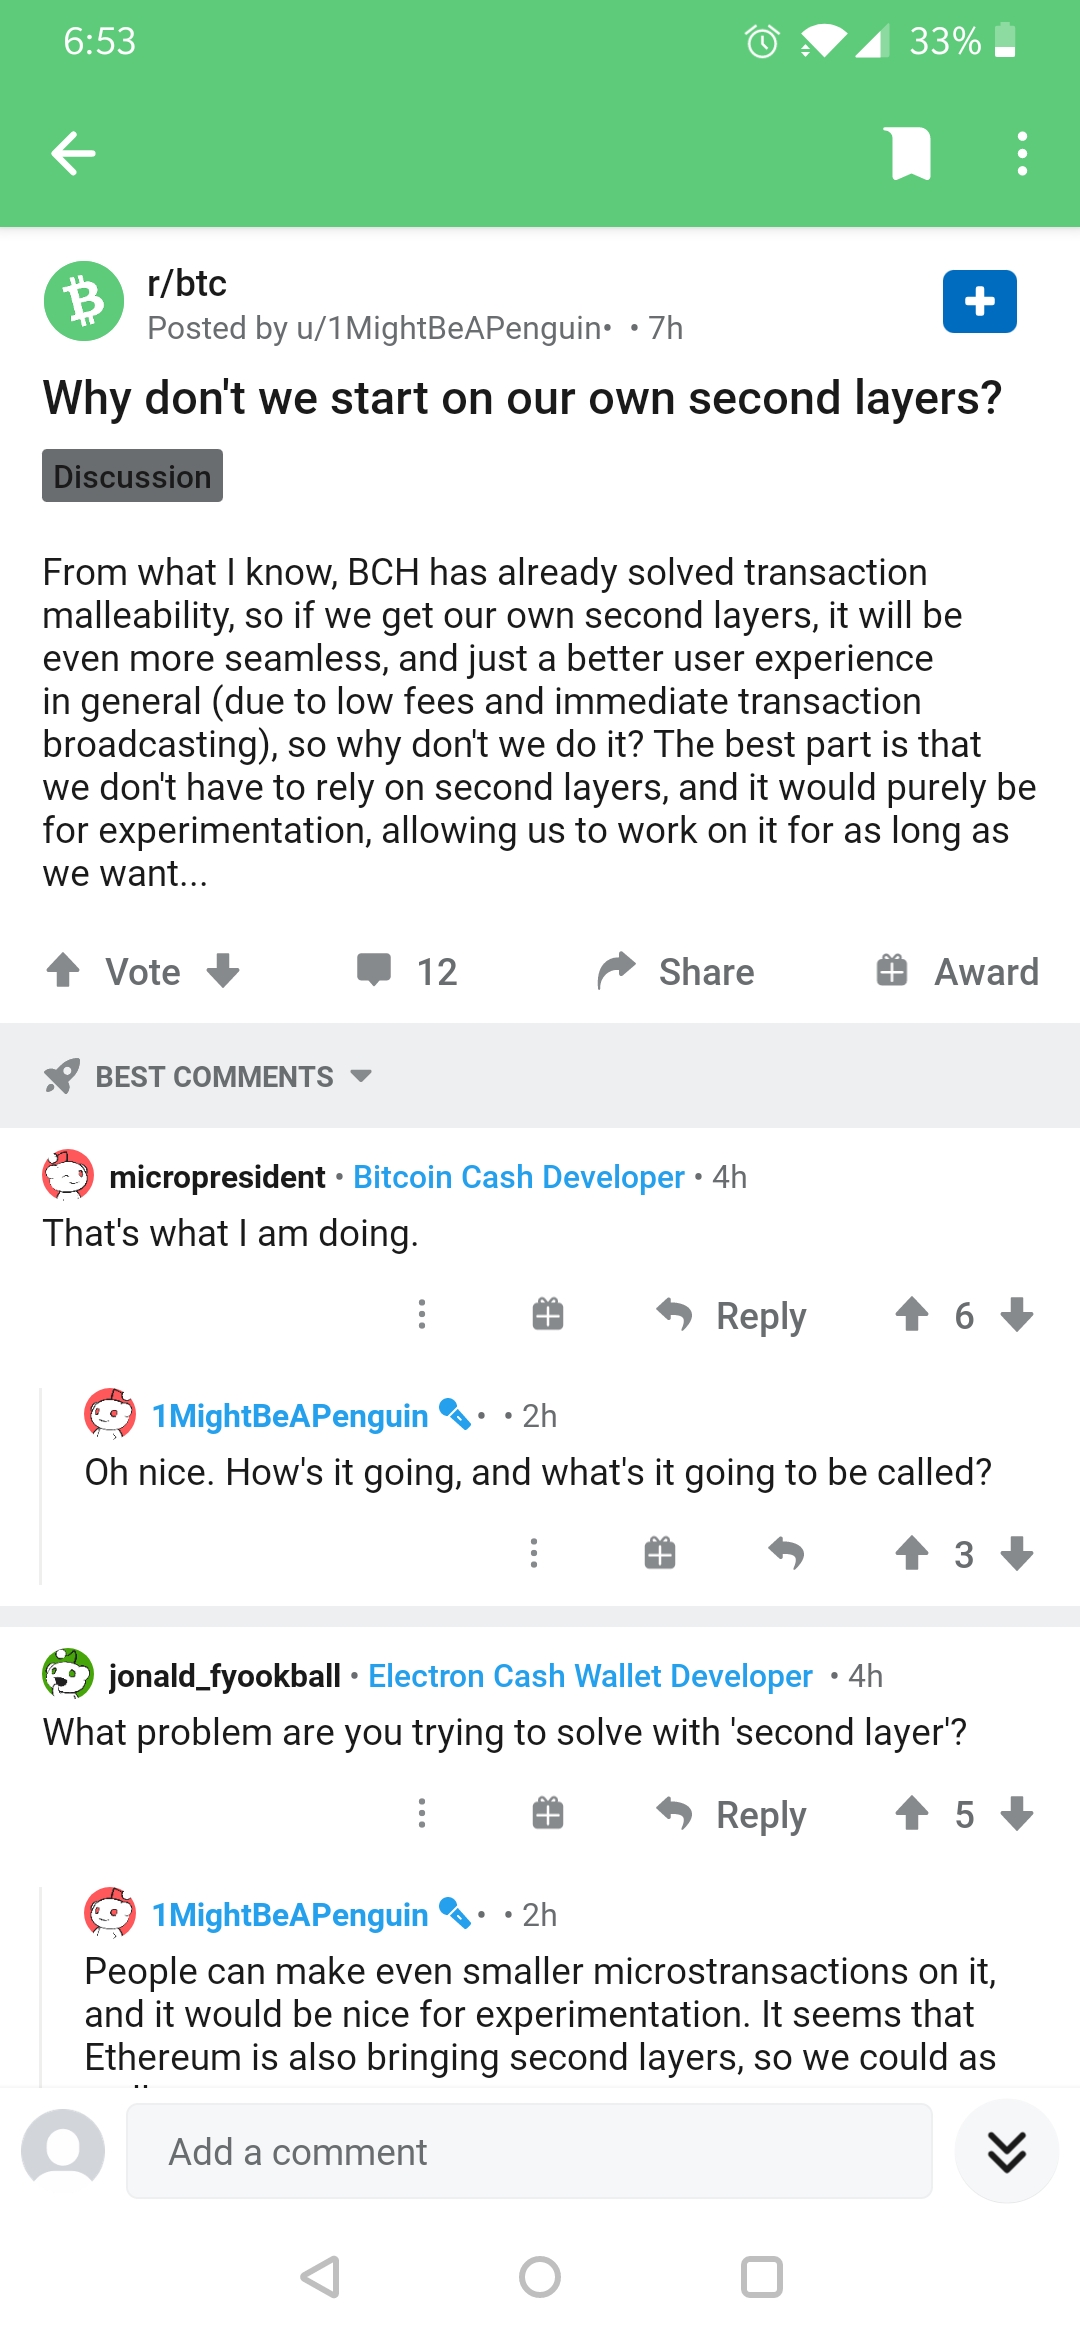 6:53
33%
r/btc
Posted by u/1MightBeAPenguin• • 7h
Why don't we start on our own second layers?
Discussion
From what I know, BCH has already solved transaction
malleability, so if we get our own second layers, it will be
even more seamless, and just a better user experience
in general (due to low fees and immediate transaction
broadcasting), so why don't we do it? The best part is that
we don't have to rely on second layers, and it would purely be
for experimentation, allowing us to work on it for as long as
we want...
Vote 12 Share Award
BEST COMMENTS
micropresident • Bitcoin Cash Developer • 4h
That's what I am doing.
Reply 6
1MightBeAPenguin • • 2h
Oh nice. How's it going, and what's it going to be called?
3
jonald_fyookball • Electron Cash Wallet Developer • 4h
What problem are you trying to solve with 'second layer'?
Reply 5
1MightBeAPenguin • • 2h
People can make even smaller microstransactions on it,
and it would be nice for experimentation. It seems that
Ethereum is also bringing second layers, so we could as
Add a comment